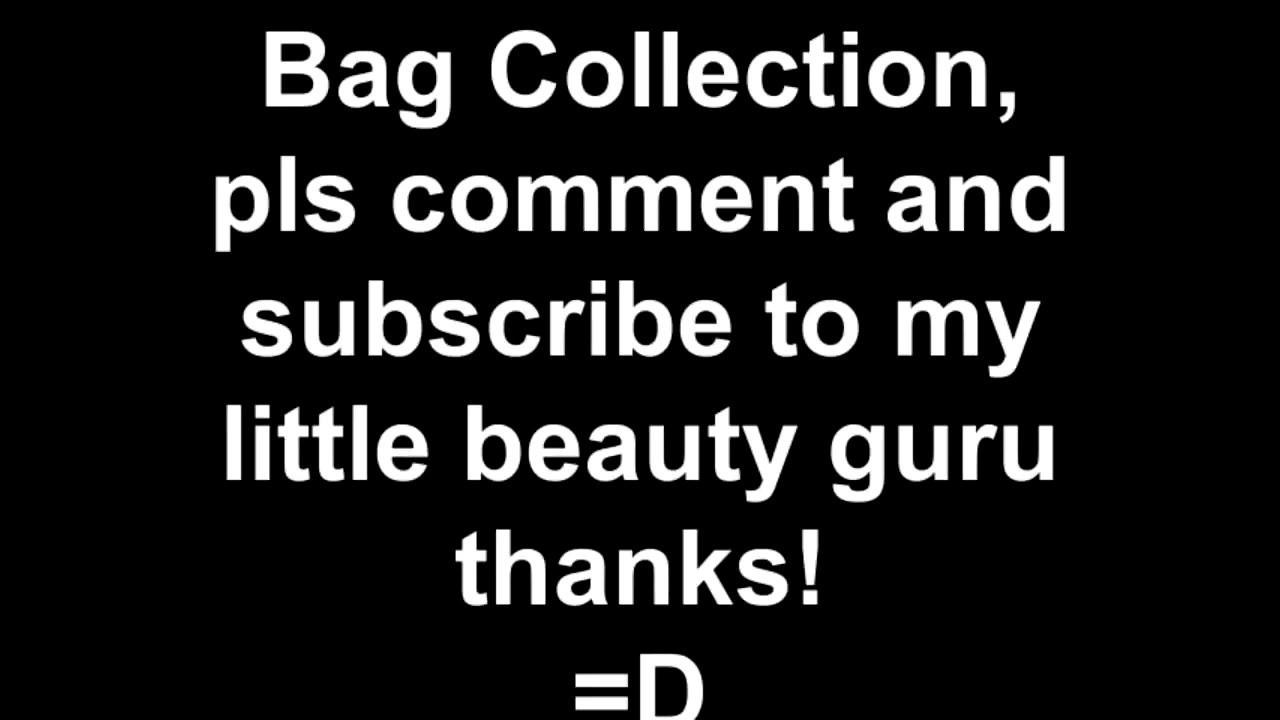 Bag Collection,
pls comment and
subscribe to my
little beauty guru
thanks!
=D